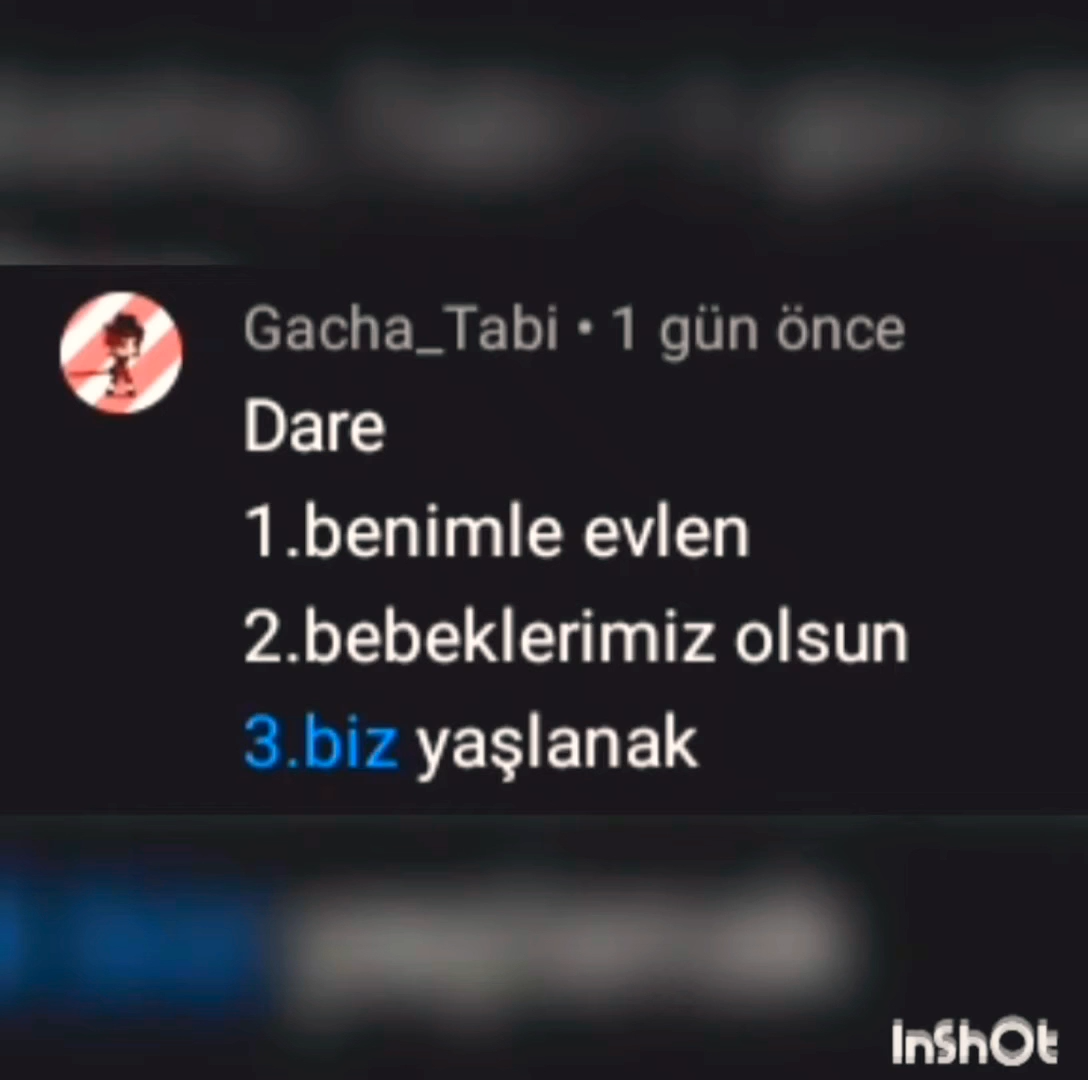 Gacha_Tabi • 1 gün önce
Dare
1.benimle evlen
2.bebeklerimiz olsun
3.biz yaşlanak
InShOt